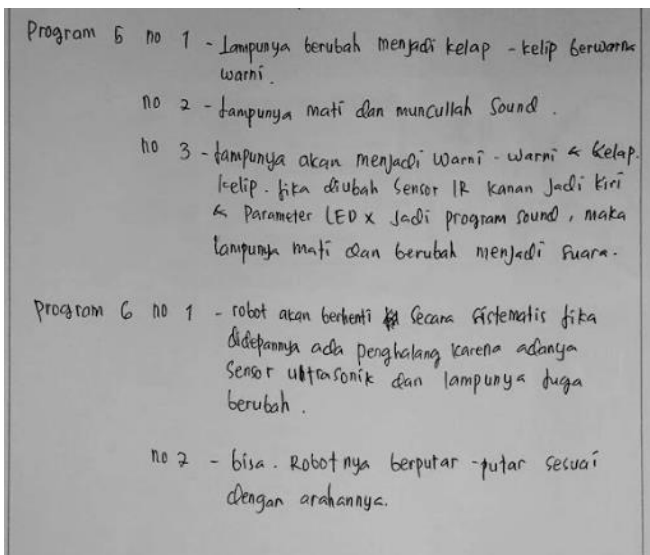 Program 5 no 1 - Lampunya berubah menjadi kelap - kelip berwarna
warni.
no 2 - Lampunya mati dan muncullah Sound.
no 3 - Lampunya akan menjadi warni - warni & kelap.
kelip. Jika diubah Sensor IR kanan Jadi kiri
& Parameter LED x Jadi program sound, maka
lampunya mati dan berubah menjadi suara.
Program 6 no 1 - robot akan berhenti secara sistematis jika
didepannya ada penghalang karena adanya
Sensor ultrasonik dan lampunya juga
berubah.
no 2 - bisa. Robotnya berputar - putar sesuai
dengan arahannya.